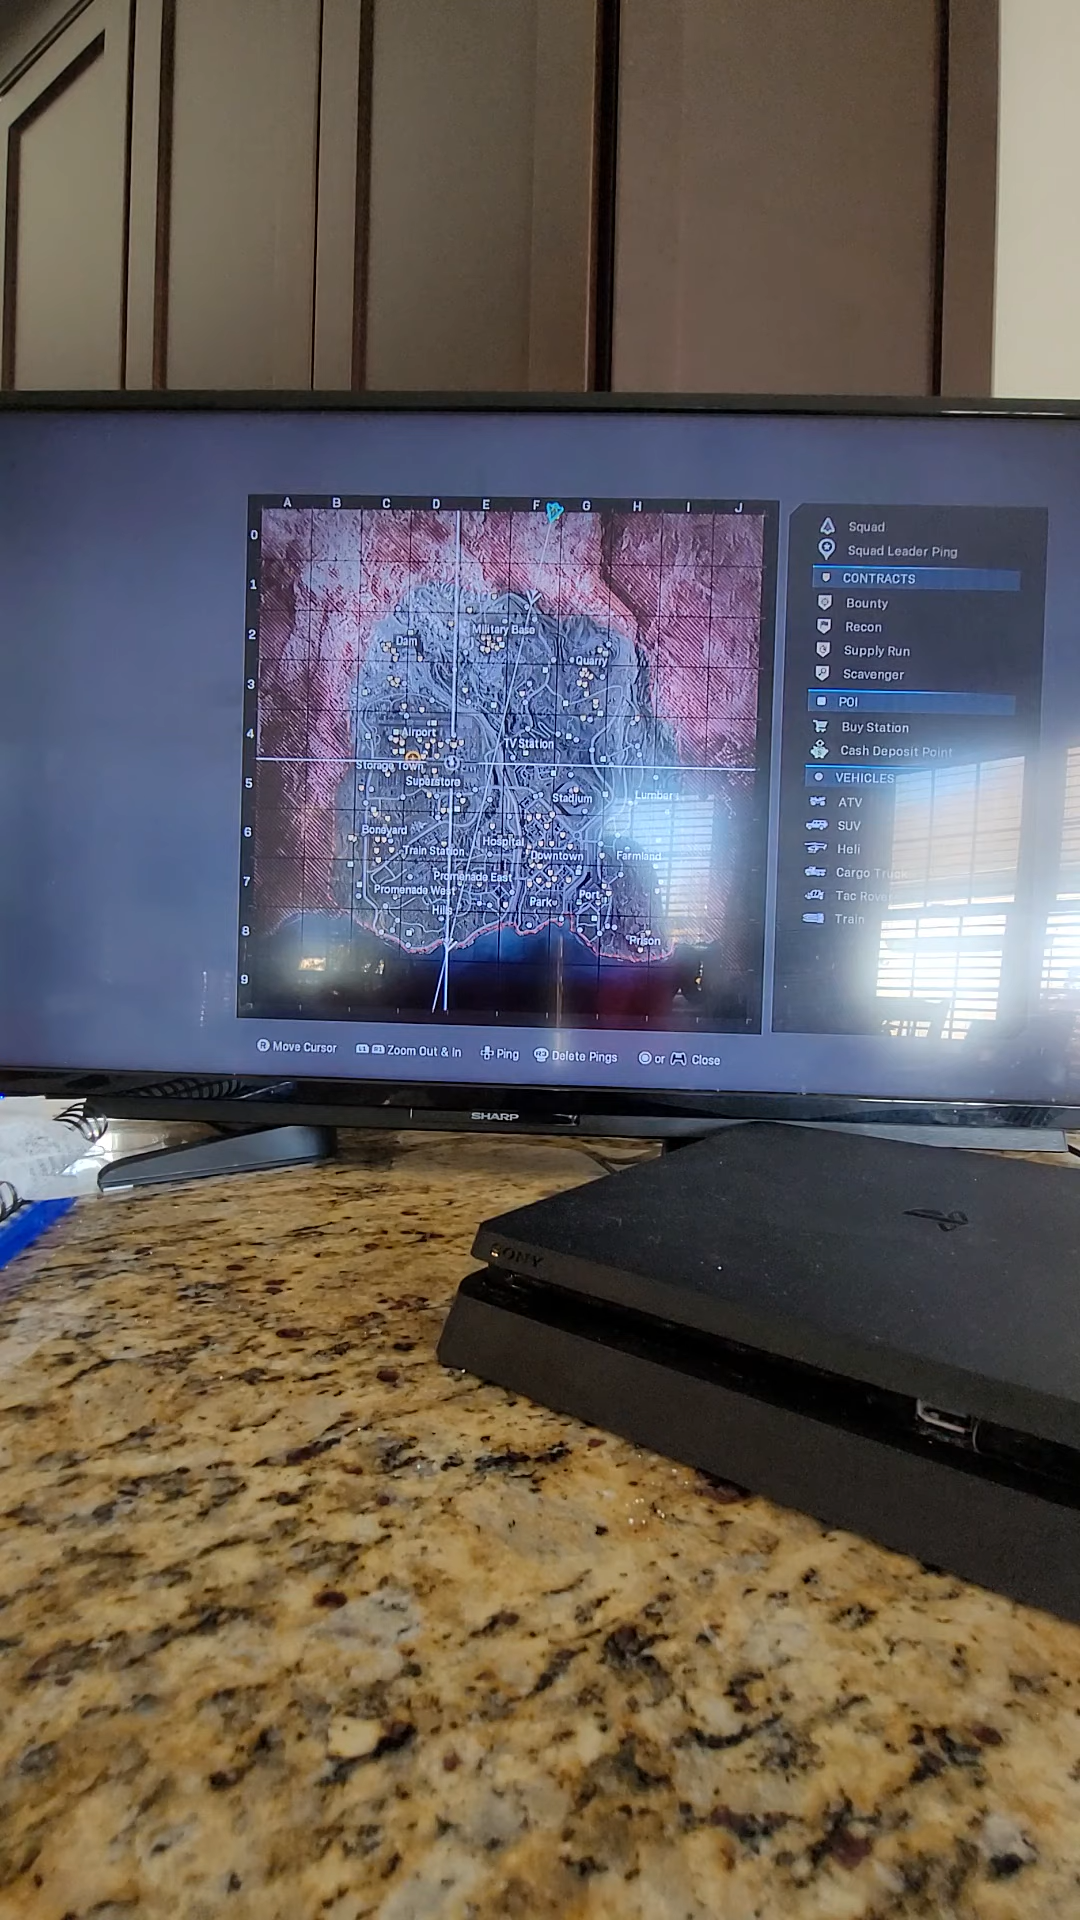 A B C D E F G H I J
0
1
2
3
4
5
6
7
8
9
Military Base
Dam
Quarry
Airport
TV Station
Storage Town
Superstore
Stadium
Lumber
Boneyard
Hospital
Train Station
Downtown
Farmland
Promenade East
Promenade West
Park
Port
Hills
Prison
Squad
Squad Leader Ping
CONTRACTS
Bounty
Recon
Supply Run
Scavenger
POI
Buy Station
Cash Deposit Point
VEHICLES
ATV
SUV
Heli
Cargo Truck
Tac Rover
Train
R Move Cursor L1 R1 Zoom Out & In Ping Delete Pings or Close
SHARP
SONY